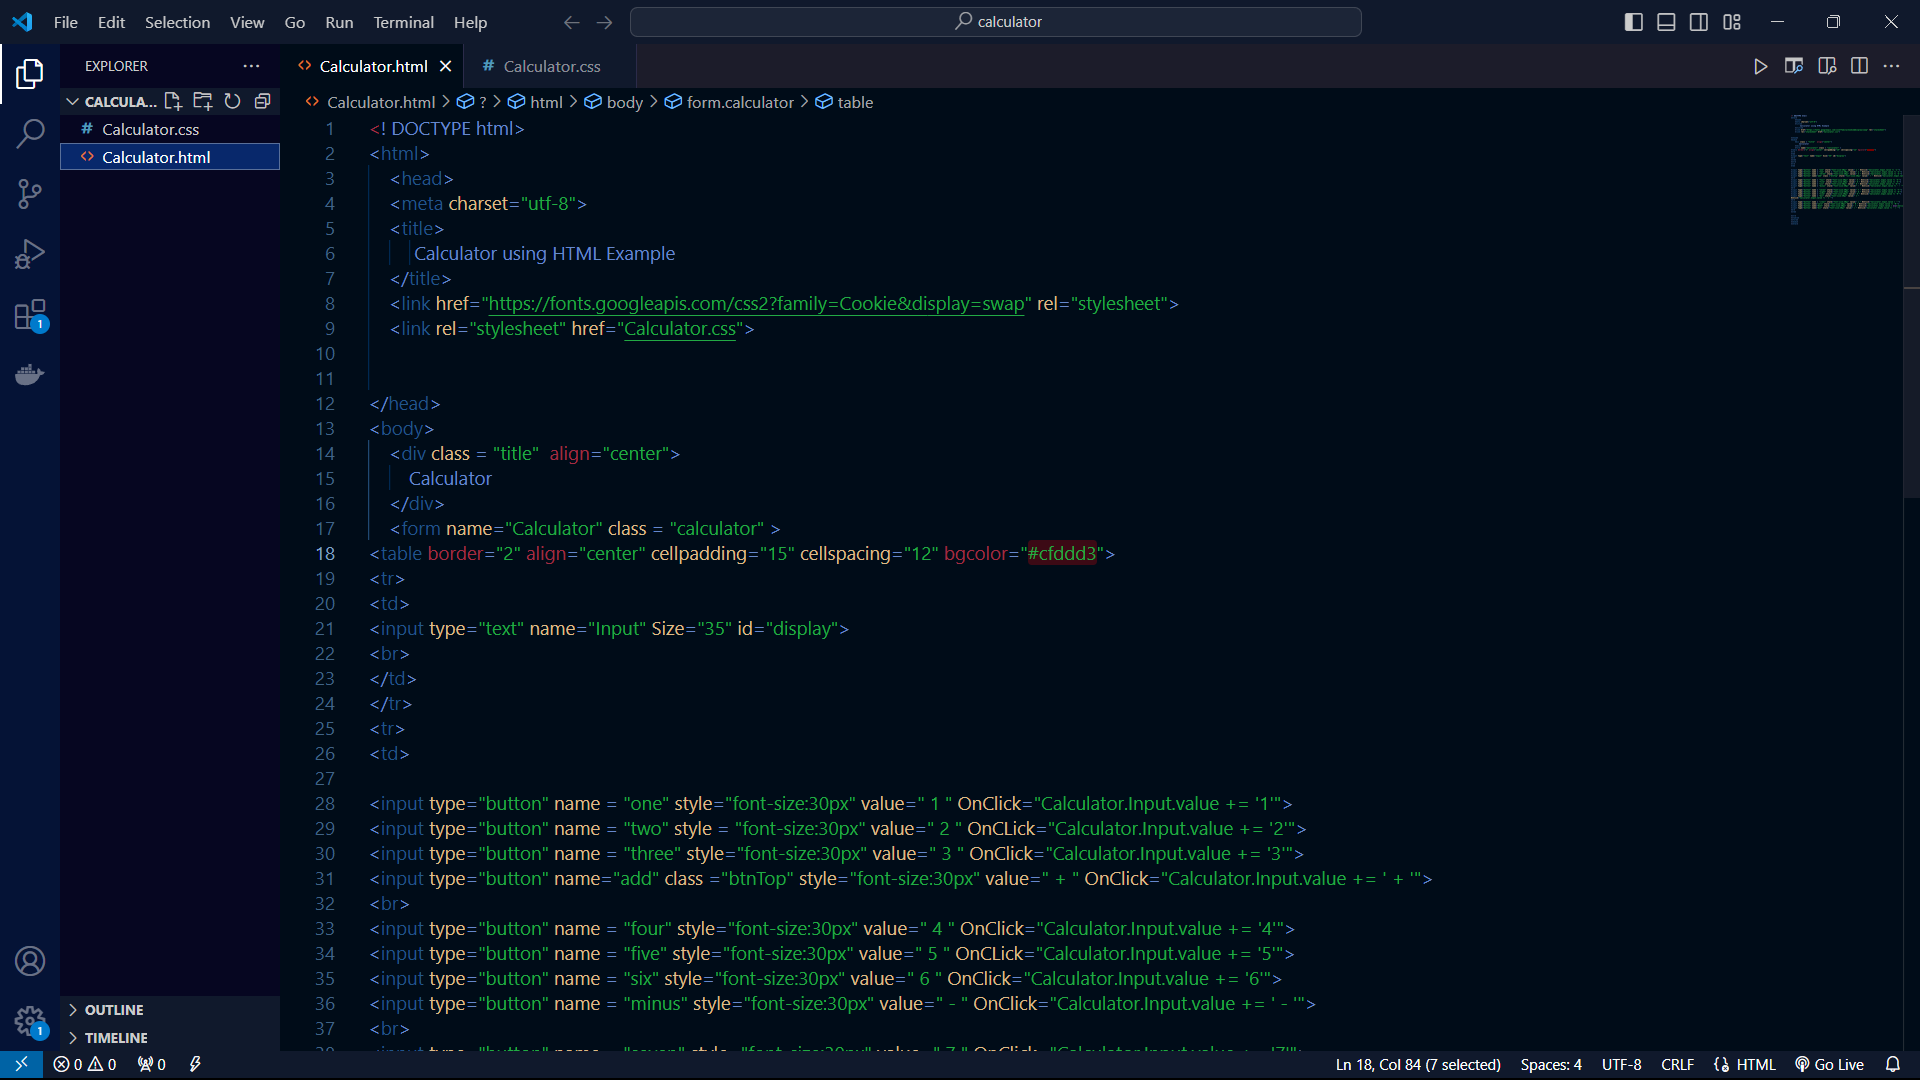 File Edit Selection View Go Run Terminal Help
calculator
EXPLORER
CALCULA...
Calculator.css
Calculator.html
OUTLINE
TIMELINE
Calculator.html
# Calculator.css
Calculator.html > ? > html > body > form.calculator > table
1 <! DOCTYPE html>
2 <html>
3 <head>
4 <meta charset="utf-8">
5 <title>
6 Calculator using HTML Example
7 </title>
8 <link href="https://fonts.googleapis.com/css2?family=Cookie&display=swap" rel="stylesheet">
9 <link rel="stylesheet" href="Calculator.css">
10
11
12 </head>
13 <body>
14 <div class = "title"  align="center">
15 Calculator
16 </div>
17 <form name="Calculator" class = "calculator" >
18 <table border="2" align="center" cellpadding="15" cellspacing="12" bgcolor="#cfddd3">
19 <tr>
20 <td>
21 <input type="text" name="Input" Size="35" id="display">
22 <br>
23 </td>
24 </tr>
25 <tr>
26 <td>
27
28 <input type="button" name = "one" style="font-size:30px" value=" 1 " OnClick="Calculator.Input.value += '1'">
29 <input type="button" name = "two" style = "font-size:30px" value=" 2 " OnCLick="Calculator.Input.value += '2'">
30 <input type="button" name = "three" style="font-size:30px" value=" 3 " OnClick="Calculator.Input.value += '3'">
31 <input type="button" name="add" class ="btnTop" style="font-size:30px" value=" + " OnClick="Calculator.Input.value += ' + '">
32 <br>
33 <input type="button" name = "four" style="font-size:30px" value=" 4 " OnClick="Calculator.Input.value += '4'">
34 <input type="button" name = "five" style="font-size:30px" value=" 5 " OnCLick="Calculator.Input.value += '5'">
35 <input type="button" name = "six" style="font-size:30px" value=" 6 " OnClick="Calculator.Input.value += '6'">
36 <input type="button" name = "minus" style="font-size:30px" value=" - " OnClick="Calculator.Input.value += ' - '">
37 <br>
1
1
0 0 0
Ln 18, Col 84 (7 selected) Spaces: 4 UTF-8 CRLF HTML Go Live